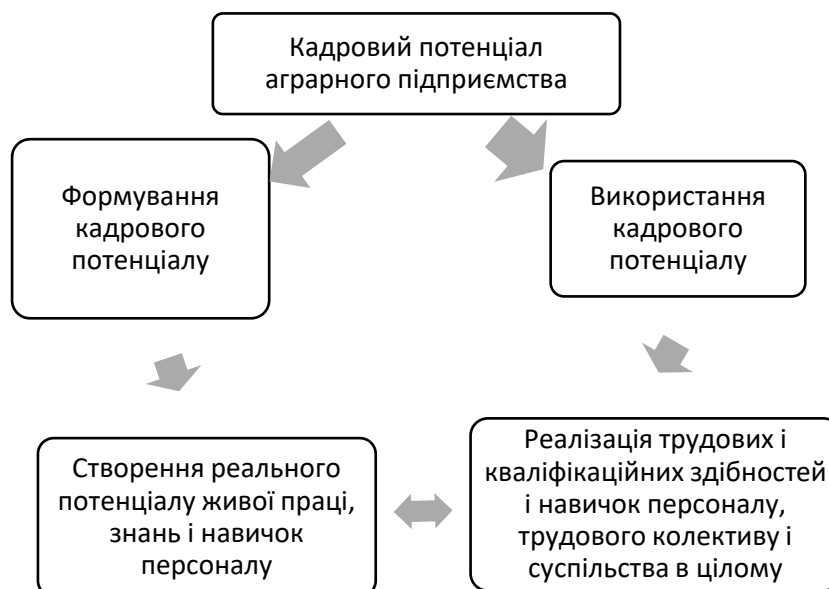 Кадровий потенціал
аграрного підприємства
Формування
кадрового
потенціалу
Використання
кадрового
потенціалу
Створення реального
потенціалу живої праці,
знань і навичок
персоналу
Реалізація трудових і
кваліфікаційних здібностей
і навичок персоналу,
трудового колективу і
суспільства в цілому